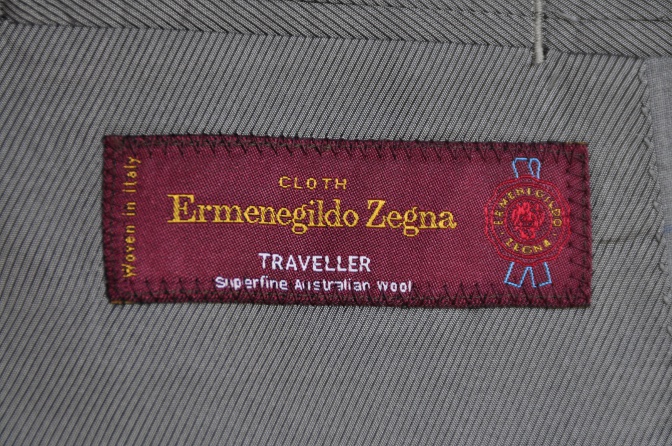 Woven in Italy
CLOTH
Ermenegildo Zegna
TRAVELLER
Superfine Australian Wool
ERMENEGILDO
ZEGNA